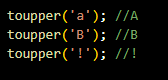 toupper('a'); //A
toupper('B'); //B
toupper('!'); //!